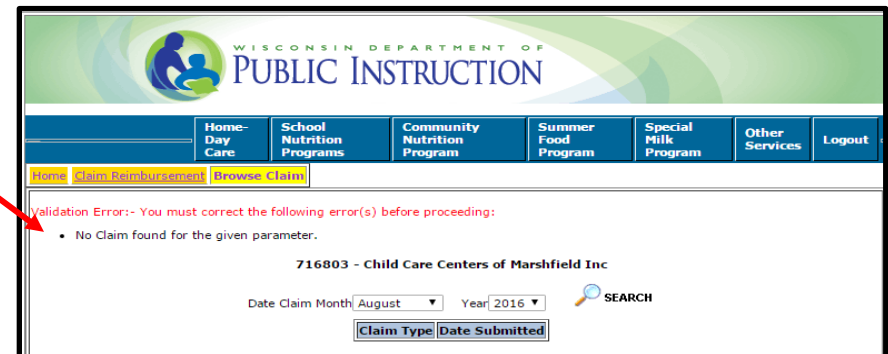 WISCONSIN DEPARTMENT OF
PUBLIC INSTRUCTION
Home-Day Care School Nutrition Programs Community Nutrition Program Summer Food Program Special Milk Program Other Services Logout
Home Claim Reimbursement Browse Claim
Validation Error:- You must correct the following error(s) before proceeding:
• No Claim found for the given parameter.
716803 - Child Care Centers of Marshfield Inc
Date Claim Month August Year 2016 SEARCH
Claim Type Date Submitted